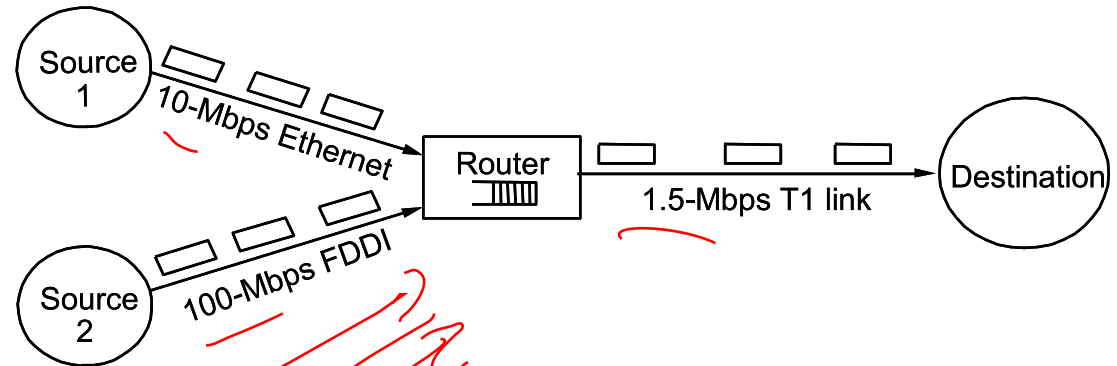 Source
1
10-Mbps Ethernet
Router
1.5-Mbps T1 link
Destination
100-Mbps FDDI
Source
2